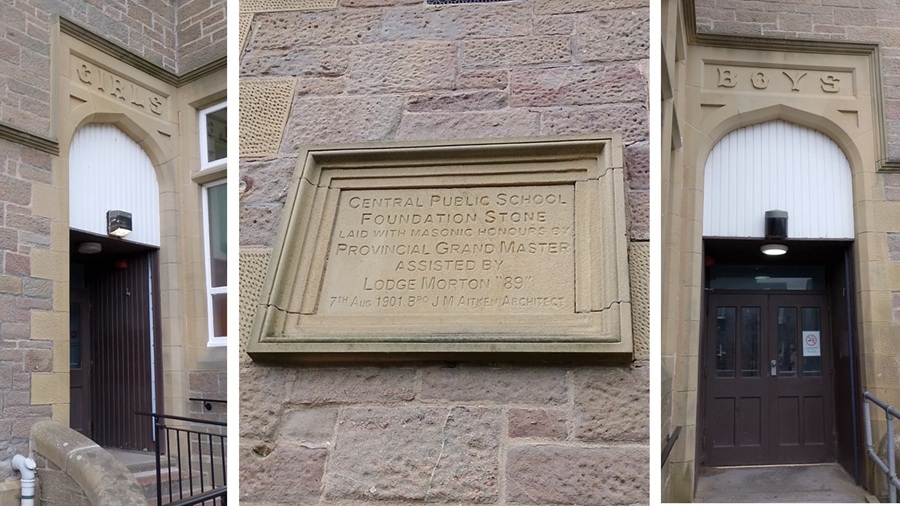 GIRLS
CENTRAL PUBLIC SCHOOL
FOUNDATION STONE
LAID WITH MASONIC HONOURS BY
PROVINCIAL GRAND MASTER
ASSISTED BY
LODGE MORTON "89"
7TH AUG 1901. BRO J M AITKEN ARCHITECT.
BOYS